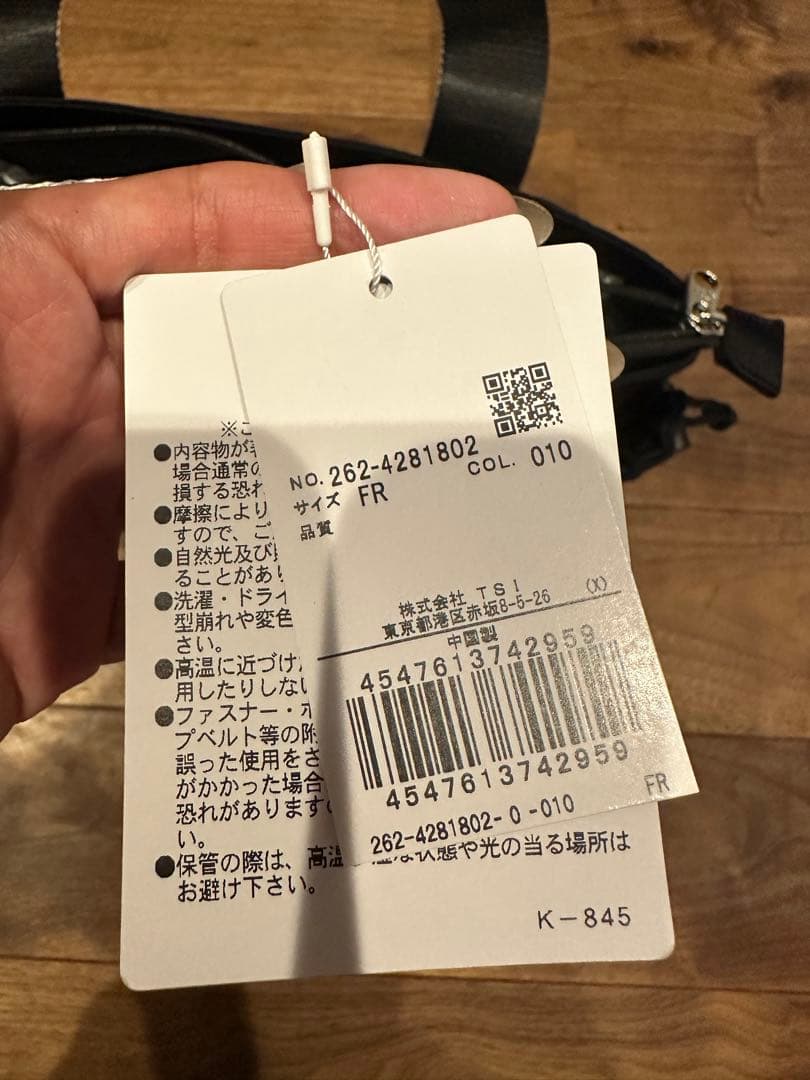 NO. 262-4281802
COL. 010
サイズ FR
品質
株式会社 TSI (X)
東京都港区赤坂8-5-26
中国製
4547613742959
4547613742959
FR
262-4281802-0-010
※こ
●内容物が
場合通常の
損する恐れ
●摩擦により
すので、ご
●自然光及び
ることがあり
●洗濯・ドライ
型崩れや変色
さい。
●高温に近づけ
用したりしない
●ファスナー・ホ
プベルト等の附
誤った使用をさ
がかかった場合
恐れがありますの
い。
●保管の際は、高温 な状態や光の当る場所は
お避け下さい。
K-845